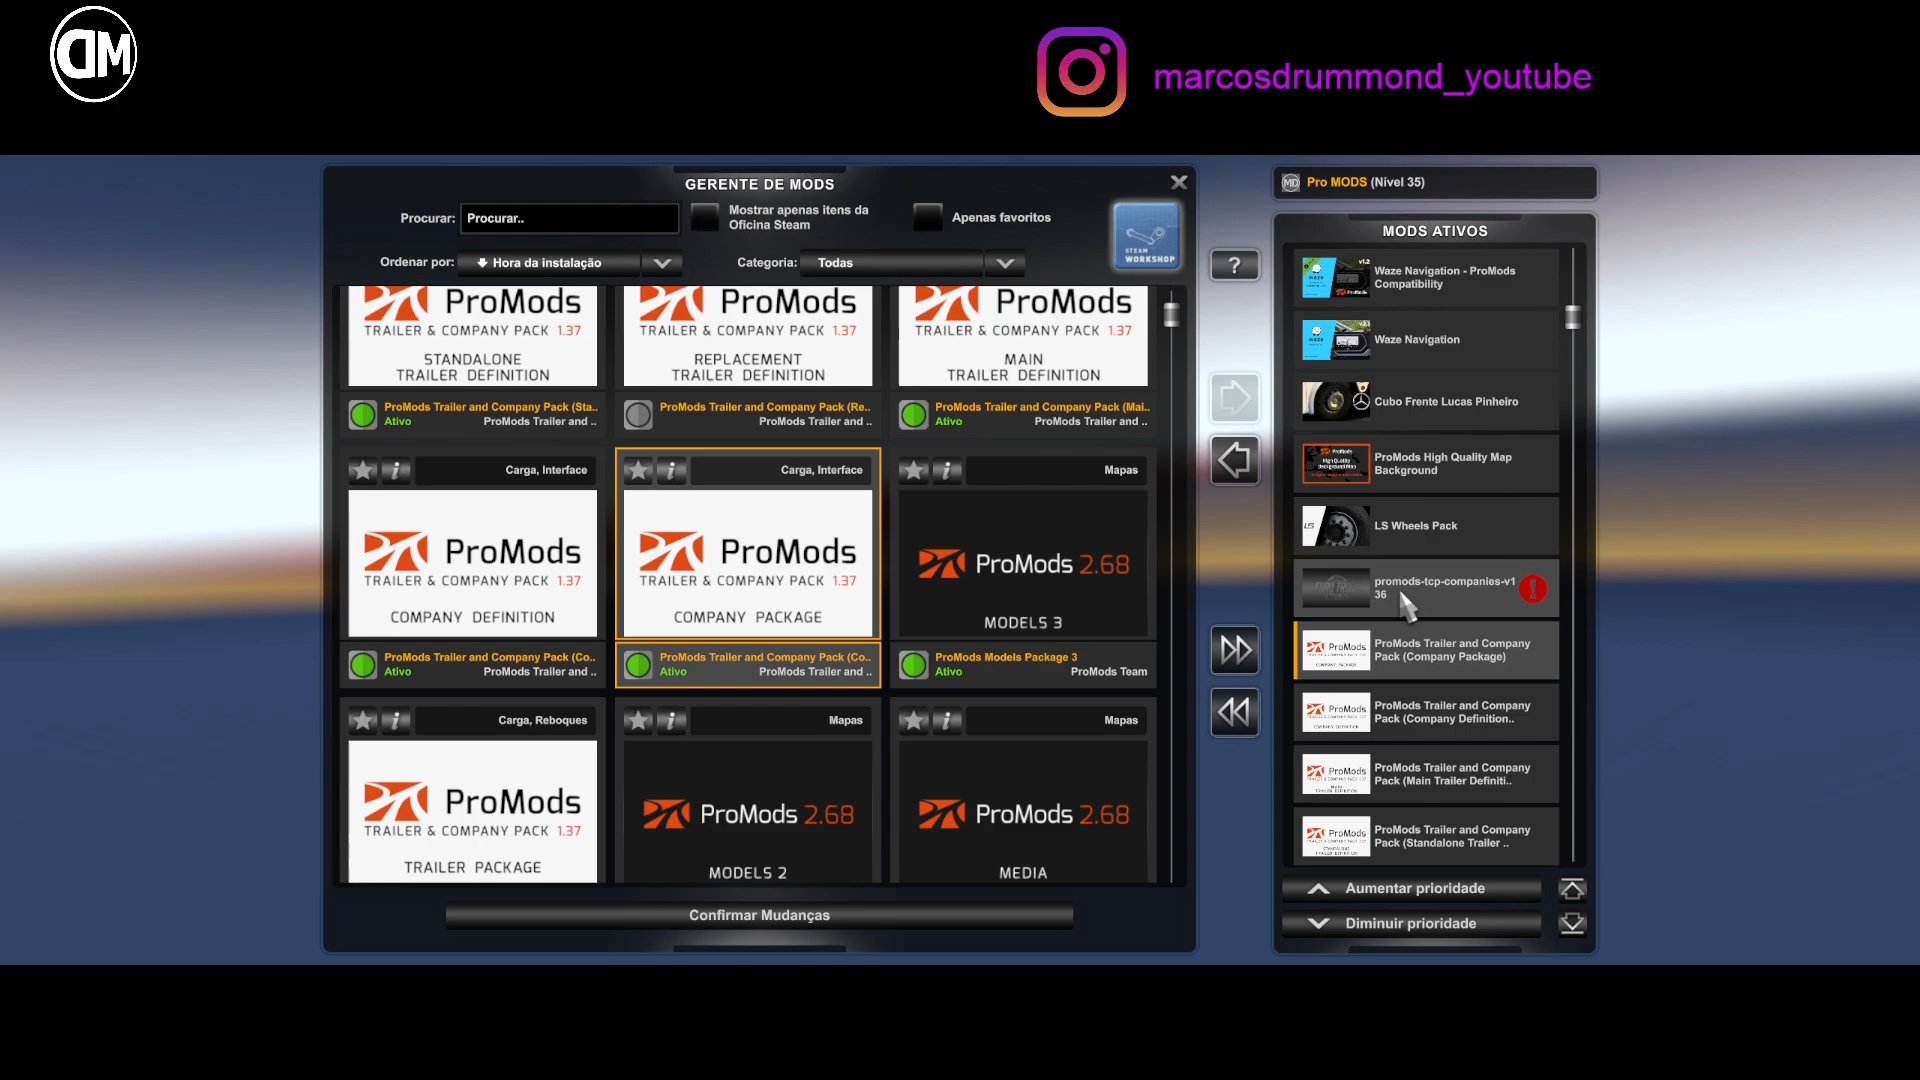 DM
marcosdrummond_youtube
GERENTE DE MODS
Procurar:
Procurar..
Mostrar apenas itens da
Oficina Steam
Apenas favoritos
STEAM
WORKSHOP
Ordenar por:
Hora da instalação
Categoria:
Todas
ProMods
TRAILER & COMPANY PACK 1.37
STANDALONE
TRAILER DEFINITION
ProMods Trailer and Company Pack (Sta..
Ativo
ProMods Trailer and ..
ProMods
TRAILER & COMPANY PACK 1.37
REPLACEMENT
TRAILER DEFINITION
ProMods Trailer and Company Pack (Re..
ProMods Trailer and ..
ProMods
TRAILER & COMPANY PACK 1.37
MAIN
TRAILER DEFINITION
ProMods Trailer and Company Pack (Mai..
Ativo
ProMods Trailer and ..
Carga, Interface
ProMods
TRAILER & COMPANY PACK 1.37
COMPANY DEFINITION
ProMods Trailer and Company Pack (Co..
Ativo
ProMods Trailer and ..
Carga, Interface
ProMods
TRAILER & COMPANY PACK 1.37
COMPANY PACKAGE
ProMods Trailer and Company Pack (Co..
Ativo
ProMods Trailer and ..
Mapas
ProMods 2.68
MODELS 3
ProMods Models Package 3
Ativo
ProMods Team
Carga, Reboques
ProMods
TRAILER & COMPANY PACK 1.37
TRAILER PACKAGE
Mapas
ProMods 2.68
MODELS 2
Mapas
ProMods 2.68
MEDIA
Confirmar Mudanças
?
Pro MODS (Nível 35)
MODS ATIVOS
Waze Navigation - ProMods
Compatibility
Waze Navigation
Cubo Frente Lucas Pinheiro
ProMods High Quality Map
Background
LS Wheels Pack
promods-tcp-companies-v1
36
ProMods Trailer and Company
Pack (Company Package)
ProMods Trailer and Company
Pack (Company Definition..
ProMods Trailer and Company
Pack (Main Trailer Definiti..
ProMods Trailer and Company
Pack (Standalone Trailer ..
Aumentar prioridade
Diminuir prioridade